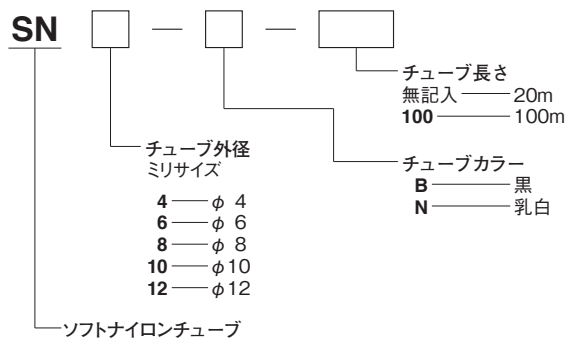 SN □ − □ − □
チューブ長さ
無記入 —— 20m
100 —— 100m
チューブカラー
B —— 黒
N —— 乳白
チューブ外径
ミリサイズ
4 —— φ 4
6 —— φ 6
8 —— φ 8
10 —— φ10
12 —— φ12
ソフトナイロンチューブ